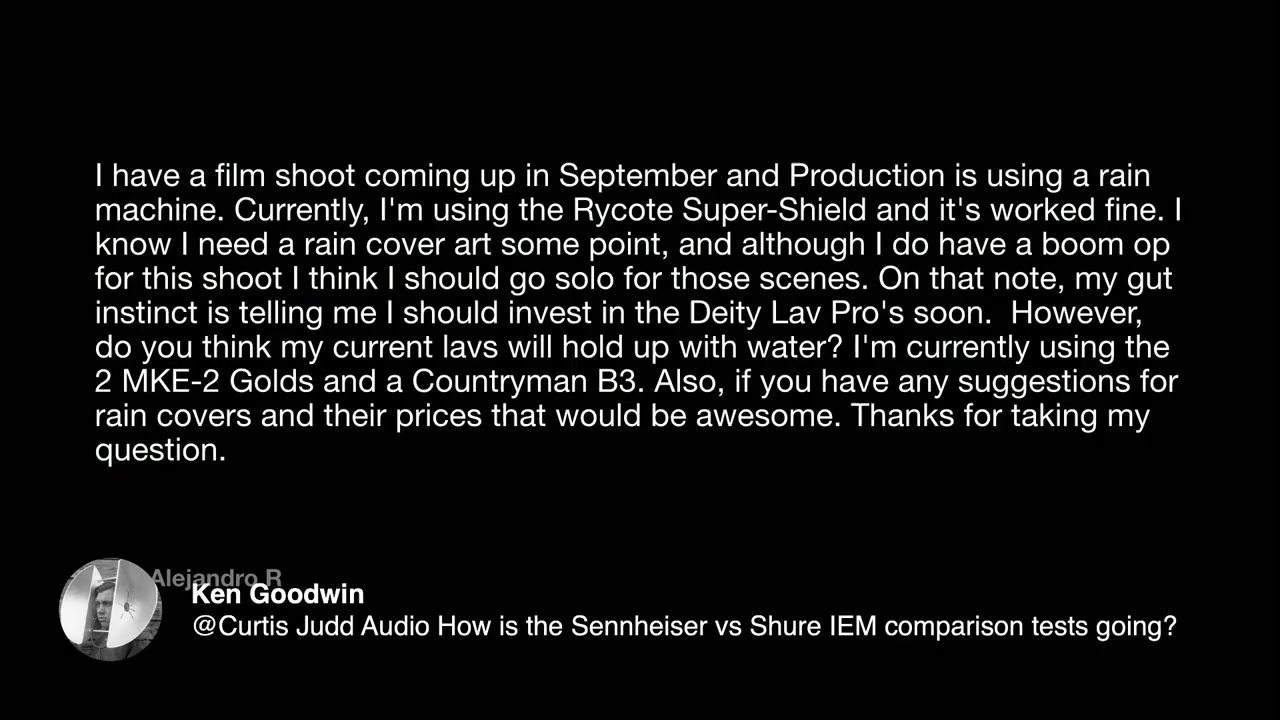 I have a film shoot coming up in September and Production is using a rain
machine. Currently, I'm using the Rycote Super-Shield and it's worked fine. I
know I need a rain cover art some point, and although I do have a boom op
for this shoot I think I should go solo for those scenes. On that note, my gut
instinct is telling me I should invest in the Deity Lav Pro's soon.  However,
do you think my current lavs will hold up with water? I'm currently using the
2 MKE-2 Golds and a Countryman B3. Also, if you have any suggestions for
rain covers and their prices that would be awesome. Thanks for taking my
question.
Alejandro R
Ken Goodwin
@Curtis Judd Audio How is the Sennheiser vs Shure IEM comparison tests going?